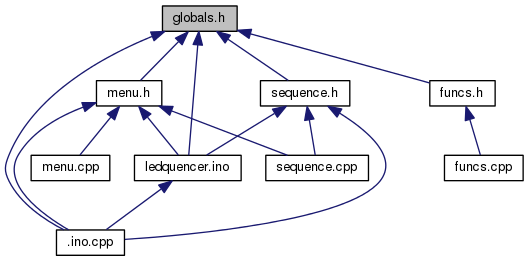 globals.h
menu.h
sequence.h
funcs.h
menu.cpp
ledquencer.ino
sequence.cpp
funcs.cpp
.ino.cpp